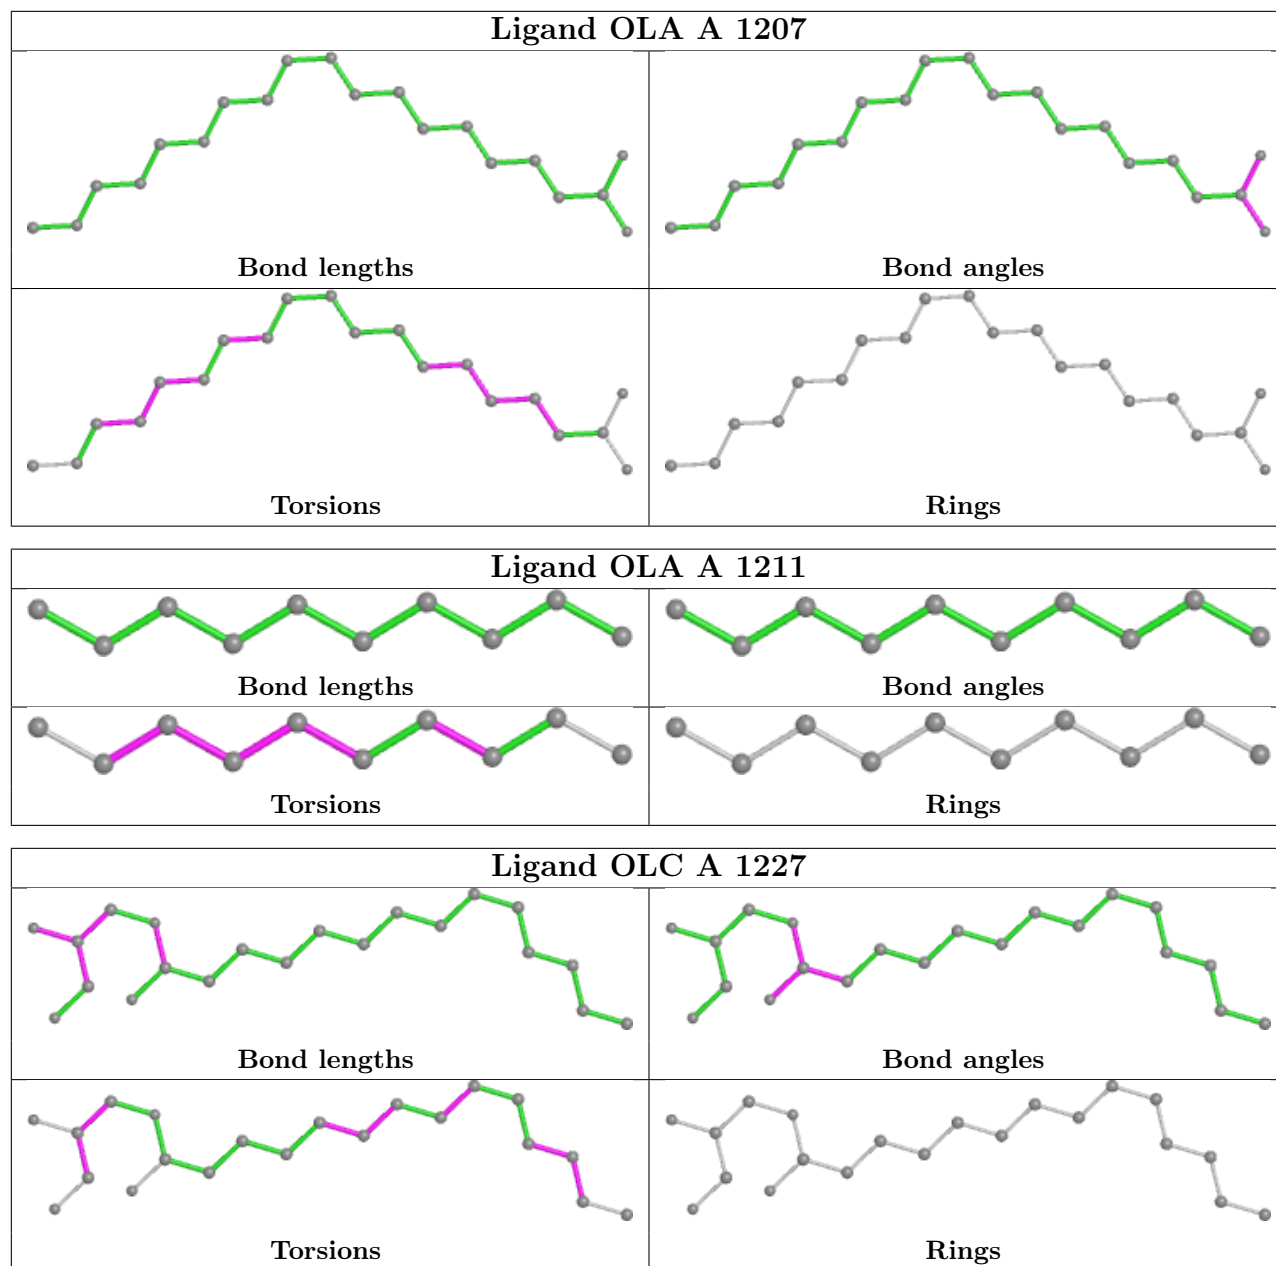 Ligand OLA A 1207
Bond lengths
Bond angles
Torsions
Rings
Ligand OLA A 1211
Bond lengths
Bond angles
Torsions
Rings
Ligand OLC A 1227
Bond lengths
Bond angles
Torsions
Rings